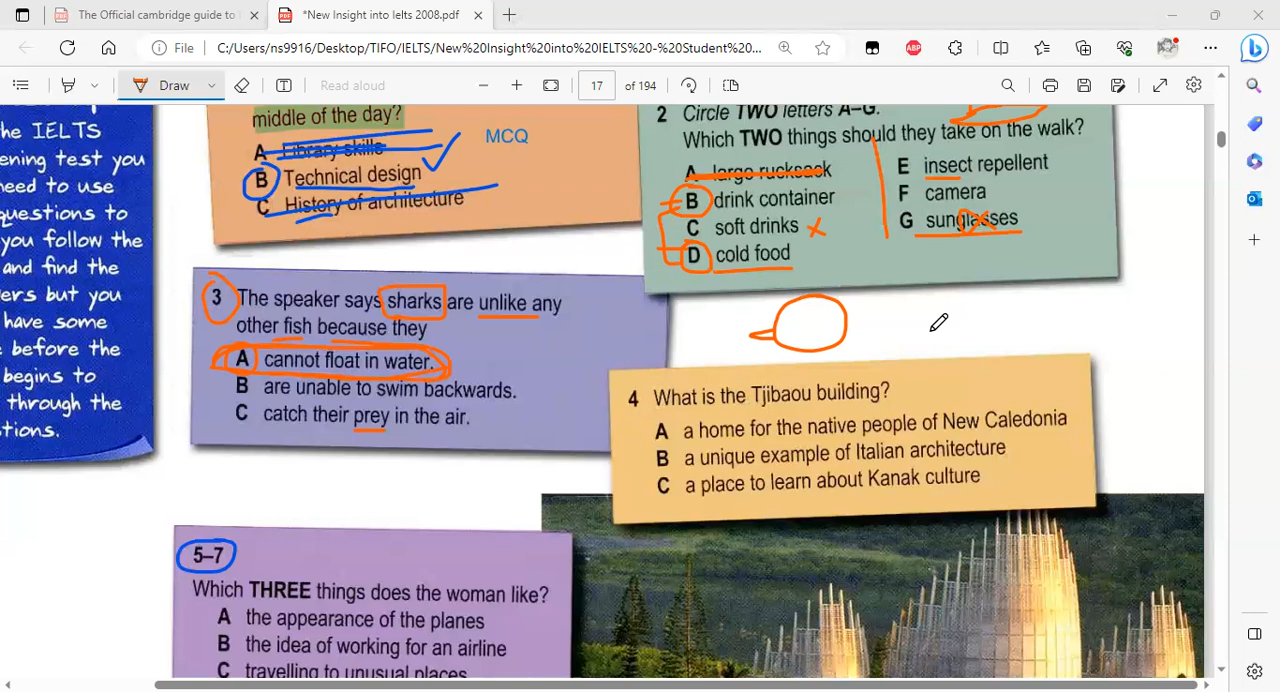 The Official cambridge guide to I
*New Insight into Ielts 2008.pdf
File
C:/Users/ns9916/Desktop/TIFO/IELTS/New%20Insight%20into%20IELTS%20-%20Student%20...
ABP
Draw
Read aloud
17 of 194
he IELTS
ening test you
need to use
questions to
you follow the
and find the
ers but you
have some
e before the
begins to
through the
tions.
middle of the day?
A Library skills
B Technical design
C History of architecture
MCQ
2 Circle TWO letters A–G.
Which TWO things should they take on the walk?
A large rucksack
B drink container
C soft drinks
D cold food
E insect repellent
F camera
G sunglasses
3 The speaker says sharks are unlike any
other fish because they
A cannot float in water.
B are unable to swim backwards.
C catch their prey in the air.
4 What is the Tjibaou building?
A a home for the native people of New Caledonia
B a unique example of Italian architecture
C a place to learn about Kanak culture
5–7
Which THREE things does the woman like?
A the appearance of the planes
B the idea of working for an airline
C travelling to unusual places